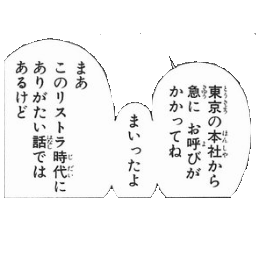 東京の本社から
急に お呼びが
かかってね
まいったよ
まあ
このリストラ時代に
ありがたい話では
あるけど